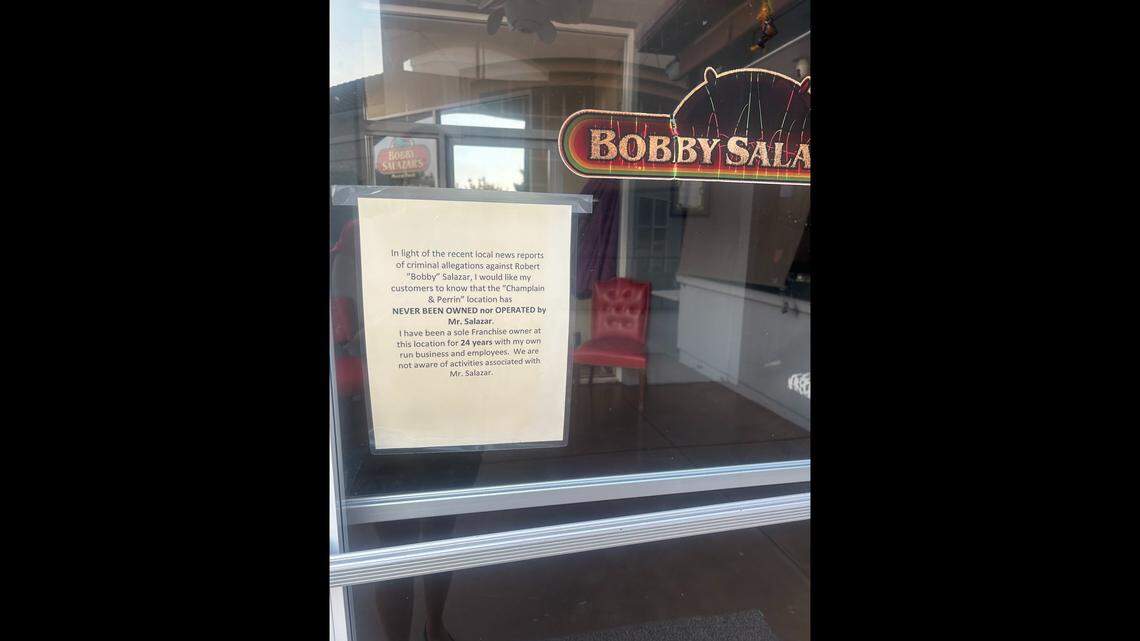 BOBBY SALA
BOBBY
SALAZAR'S
In light of the recent local news reports
of criminal allegations against Robert
"Bobby" Salazar, I would like my
customers to know that the "Champlain
& Perrin" location has
NEVER BEEN OWNED nor OPERATED by
Mr. Salazar.
I have been a sole Franchise owner at
this location for 24 years with my own
run business and employees. We are
not aware of activities associated with
Mr. Salazar.